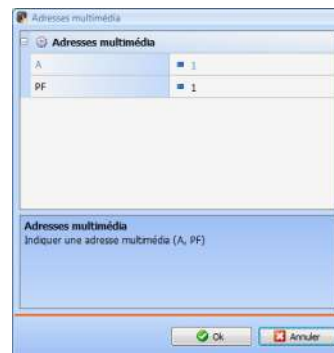 Adresses multimédia
Adresses multimédia
A 1
PF 1
Adresses multimédia
Indiquer une adresse multimédia (A, PF)
Ok Annuler